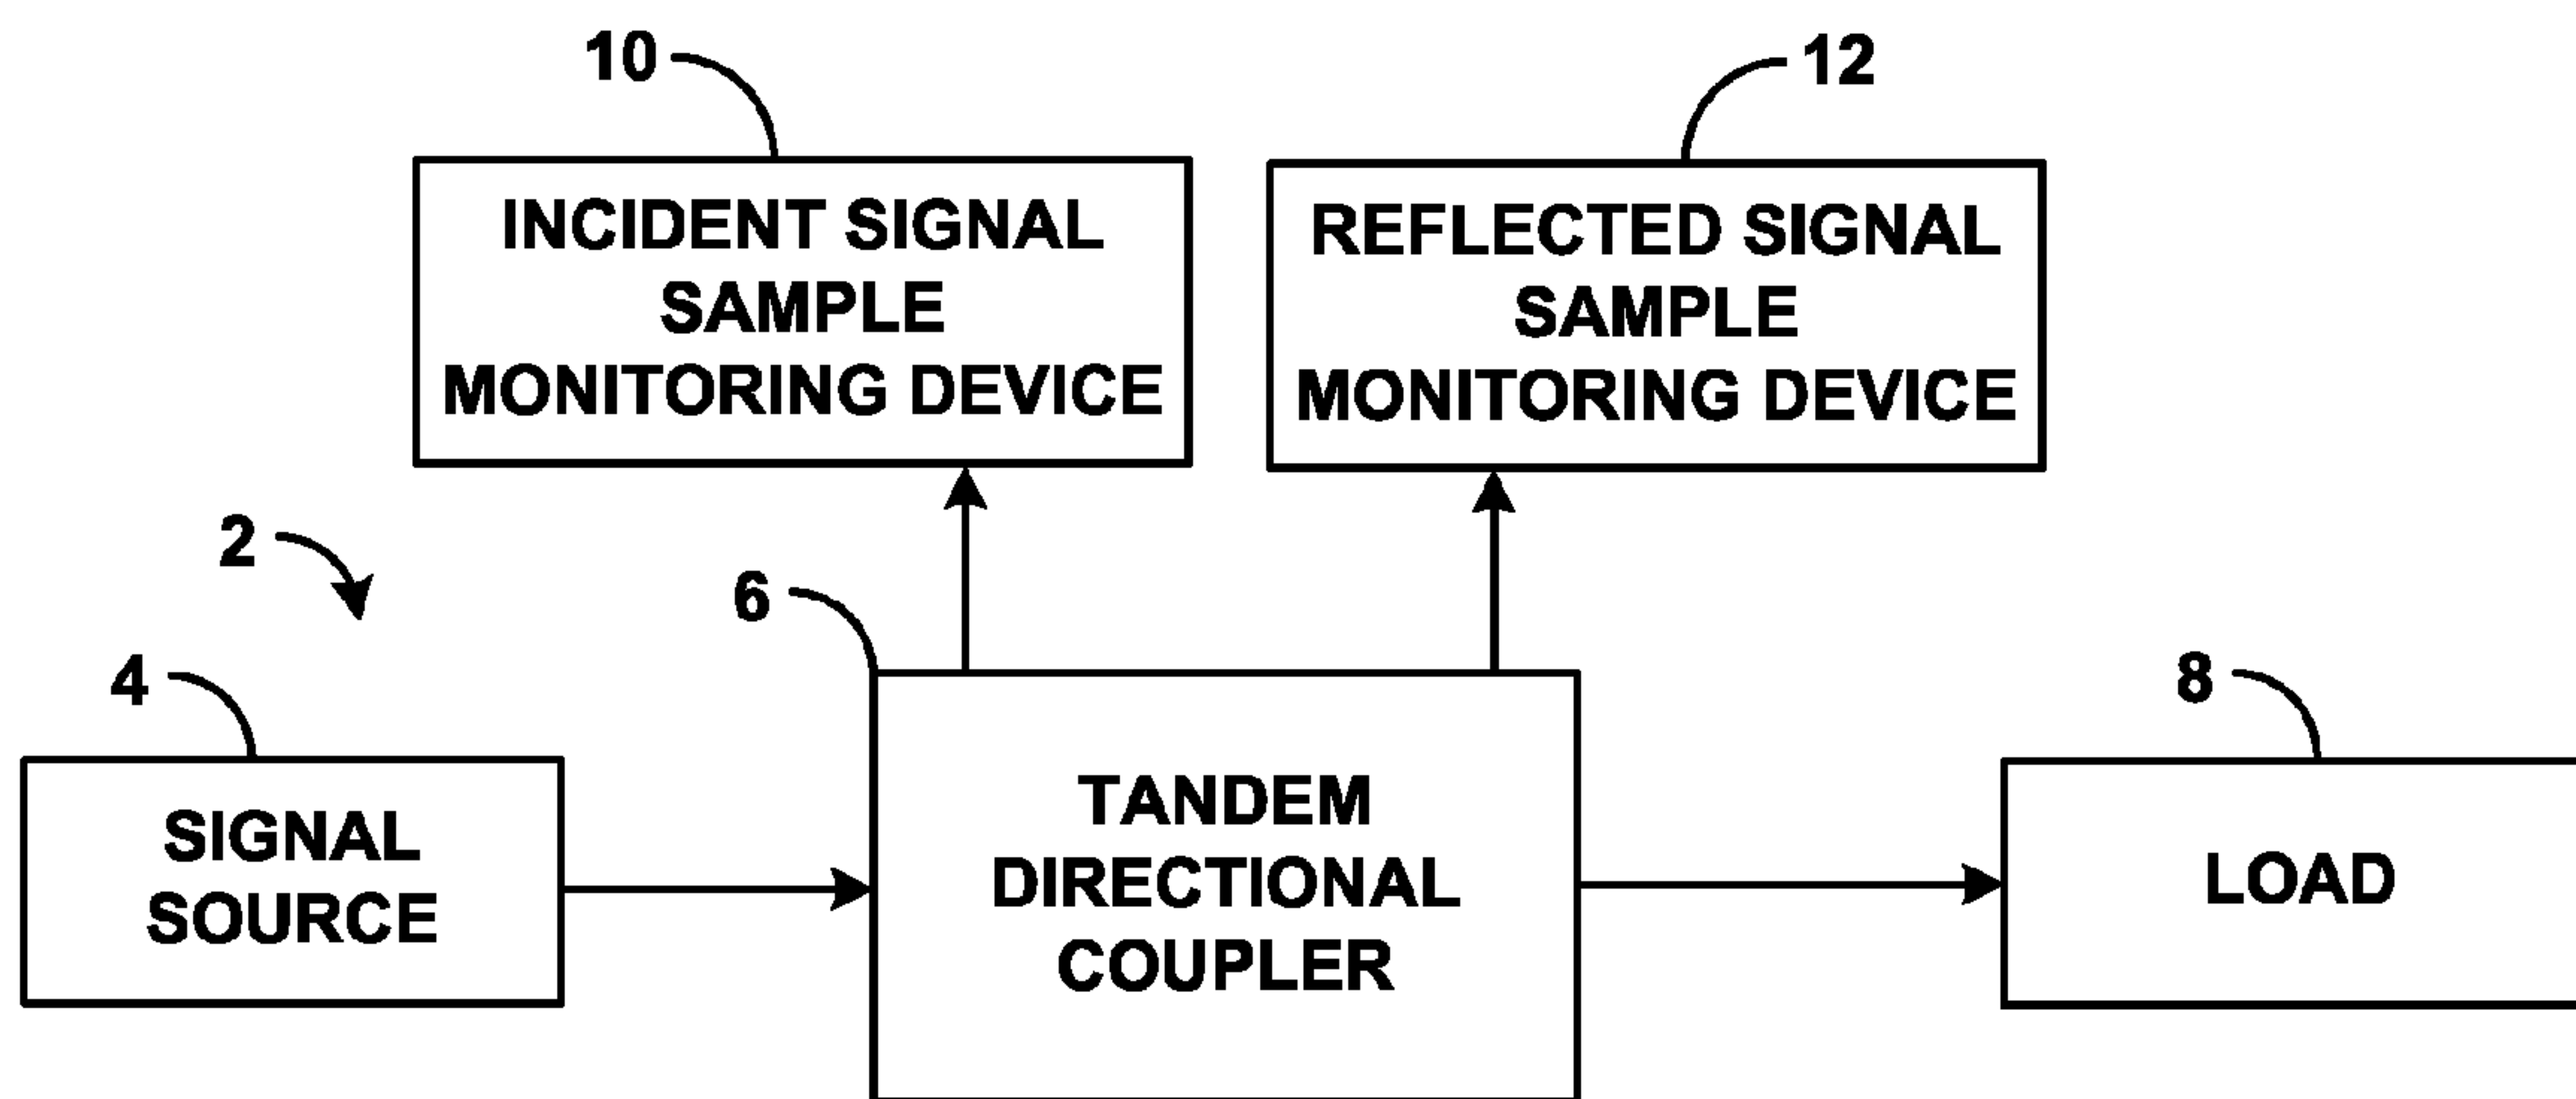 10
12
INCIDENT SIGNAL
SAMPLE
MONITORING DEVICE
REFLECTED SIGNAL
SAMPLE
MONITORING DEVICE
2
6
4
8
SIGNAL
SOURCE
TANDEM
DIRECTIONAL
COUPLER
LOAD